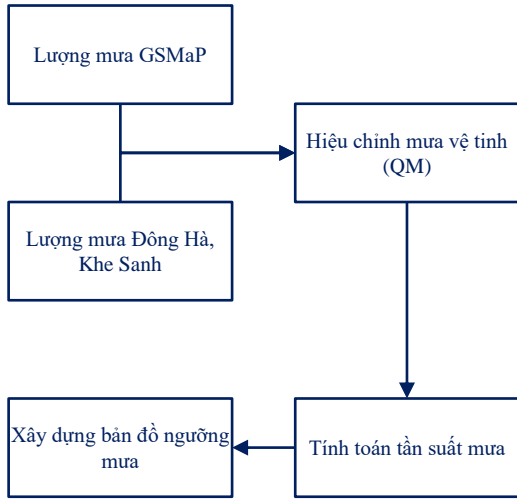 Lượng mưa GSMaP
Hiệu chỉnh mưa vệ tinh
(QM)
Lượng mưa Đông Hà,
Khe Sanh
Tính toán tần suất mưa
Xây dựng bản đồ ngưỡng
mưa